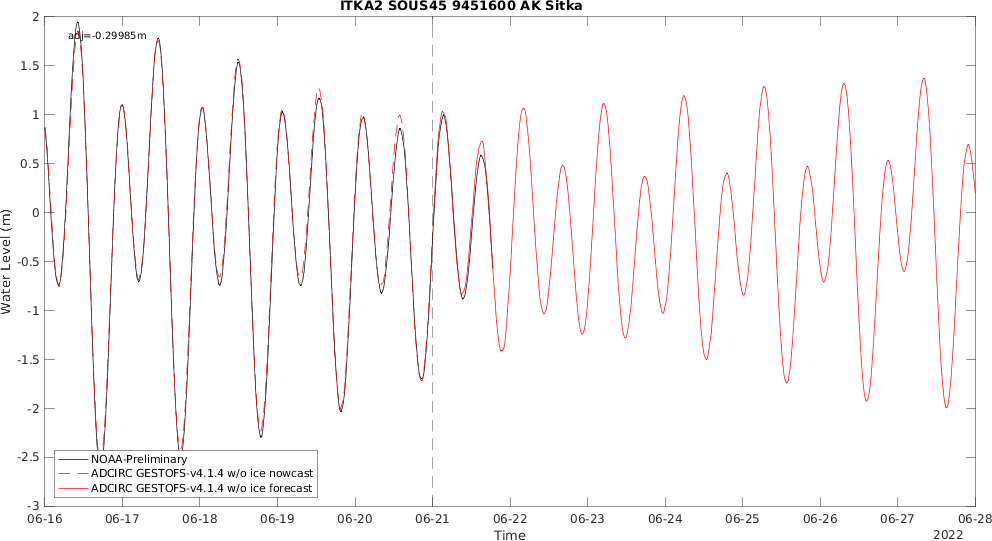 ITKA2 SOUS45 9451600 AK Sitka
adj=-0.29985m
2
1.5
1
0.5
0
-0.5
-1
-1.5
-2
-2.5
-3
Water Level (m)
NOAA-Preliminary
ADCIRC GESTOFS-v4.1.4 w/o ice nowcast
ADCIRC GESTOFS-v4.1.4 w/o ice forecast
06-16 06-17 06-18 06-19 06-20 06-21 06-22 06-23 06-24 06-25 06-26 06-27 06-28
Time
2022